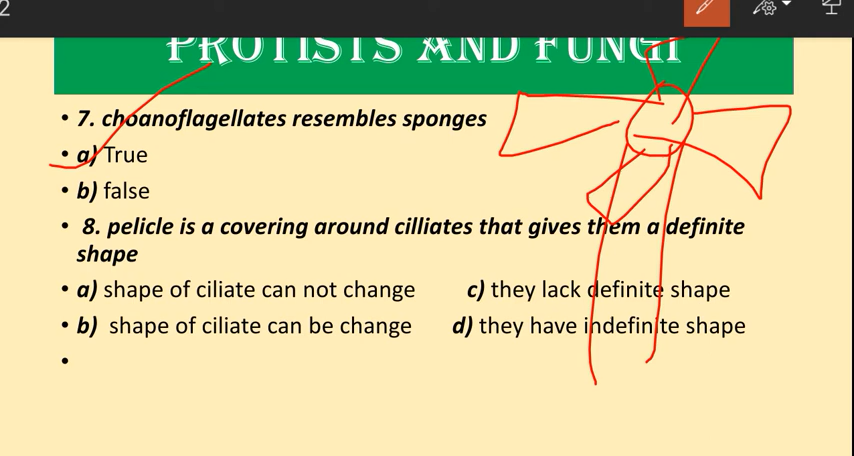 2
PROTISTS AND FUNGI
• 7. choanoflagellates resembles sponges
• a) True
• b) false
• 8. pelicle is a covering around cilliates that gives them a definite
shape
• a) shape of ciliate can not change c) they lack definite shape
• b) shape of ciliate can be change d) they have indefinite shape
•